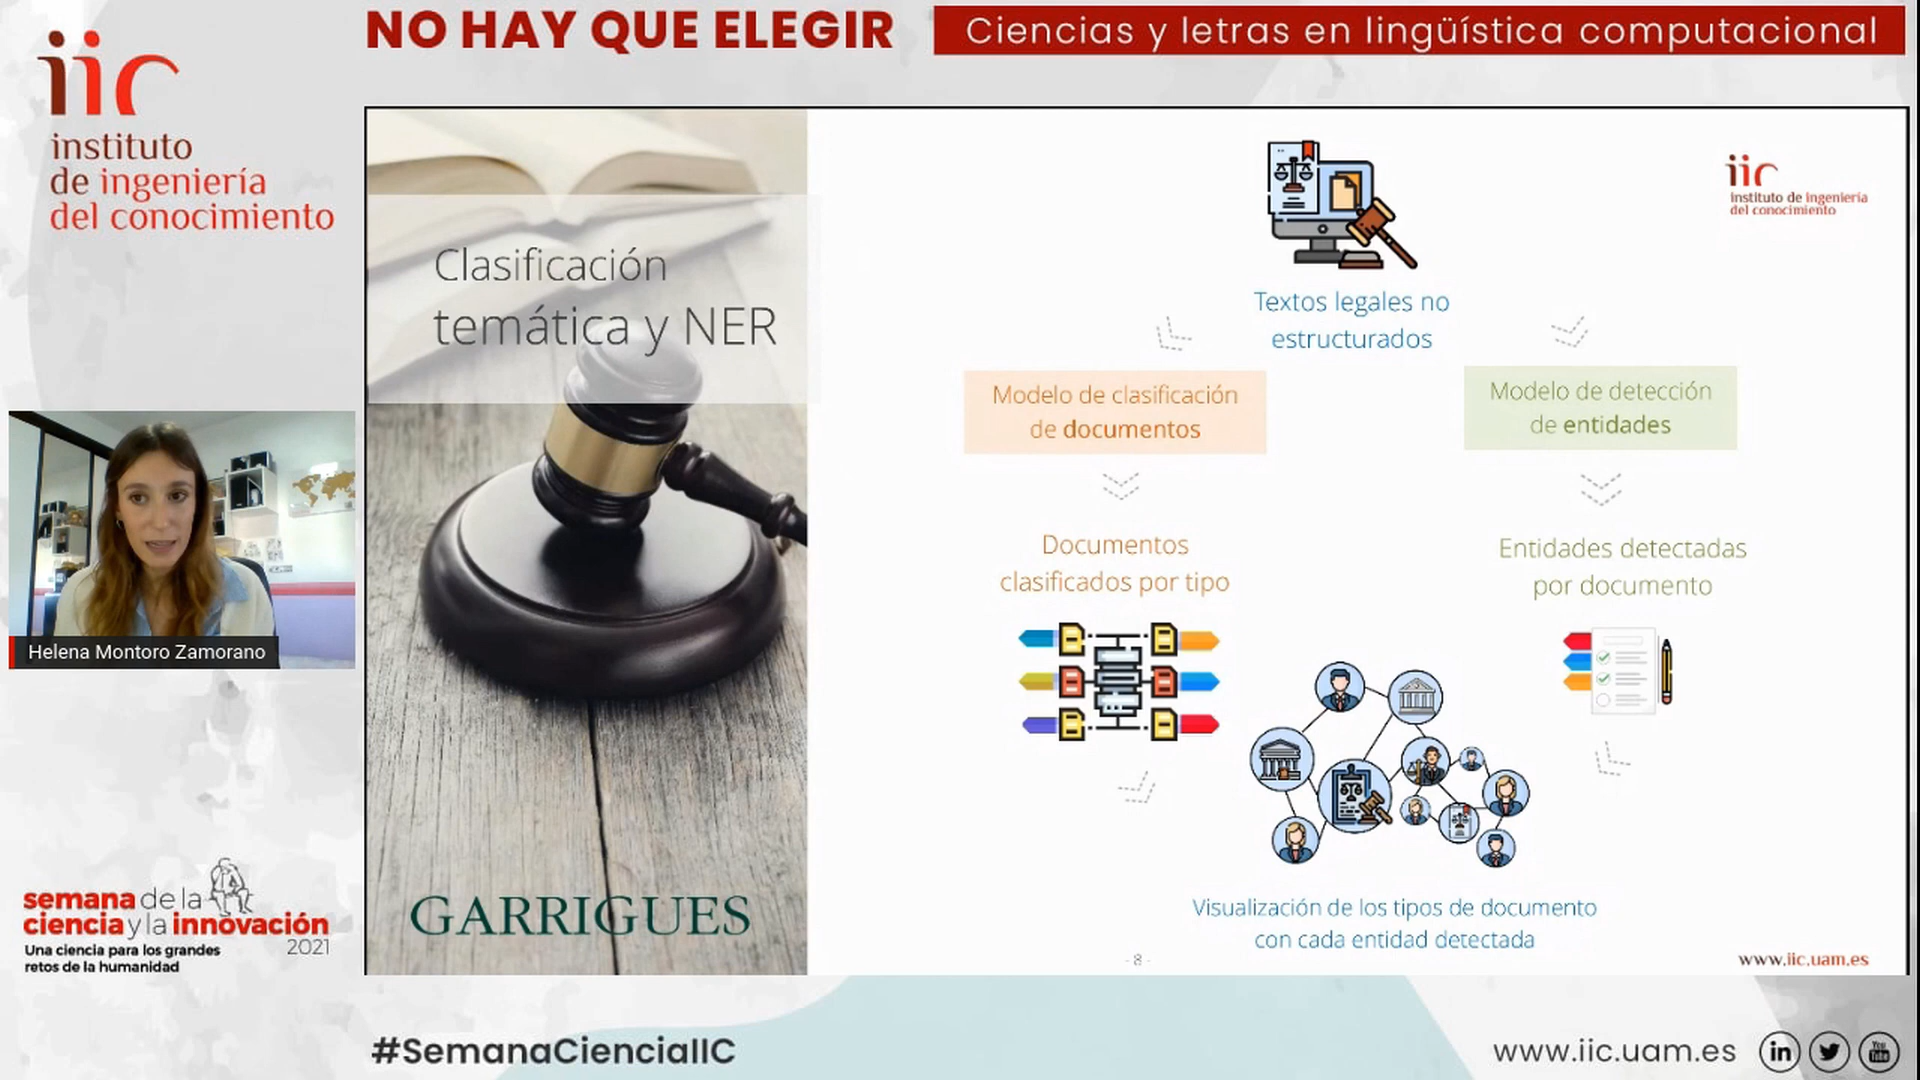 NO HAY QUE ELEGIR
Ciencias y letras en lingüística computacional
iic
instituto
de ingeniería
del conocimiento
Clasificación
temática y NER
GARRIGUES
iic
instituto de ingeniería
del conocimiento
Textos legales no
estructurados
Modelo de clasificación
de documentos
Modelo de detección
de entidades
Documentos
clasificados por tipo
Entidades detectadas
por documento
Visualización de los tipos de documento
con cada entidad detectada
- 8 -
www.iic.uam.es
Helena Montoro Zamorano
semana de la
ciencia y la innovación
2021
Una ciencia para los grandes
retos de la humanidad
#SemanaCienciaIIC
www.iic.uam.es
in
You
Tube